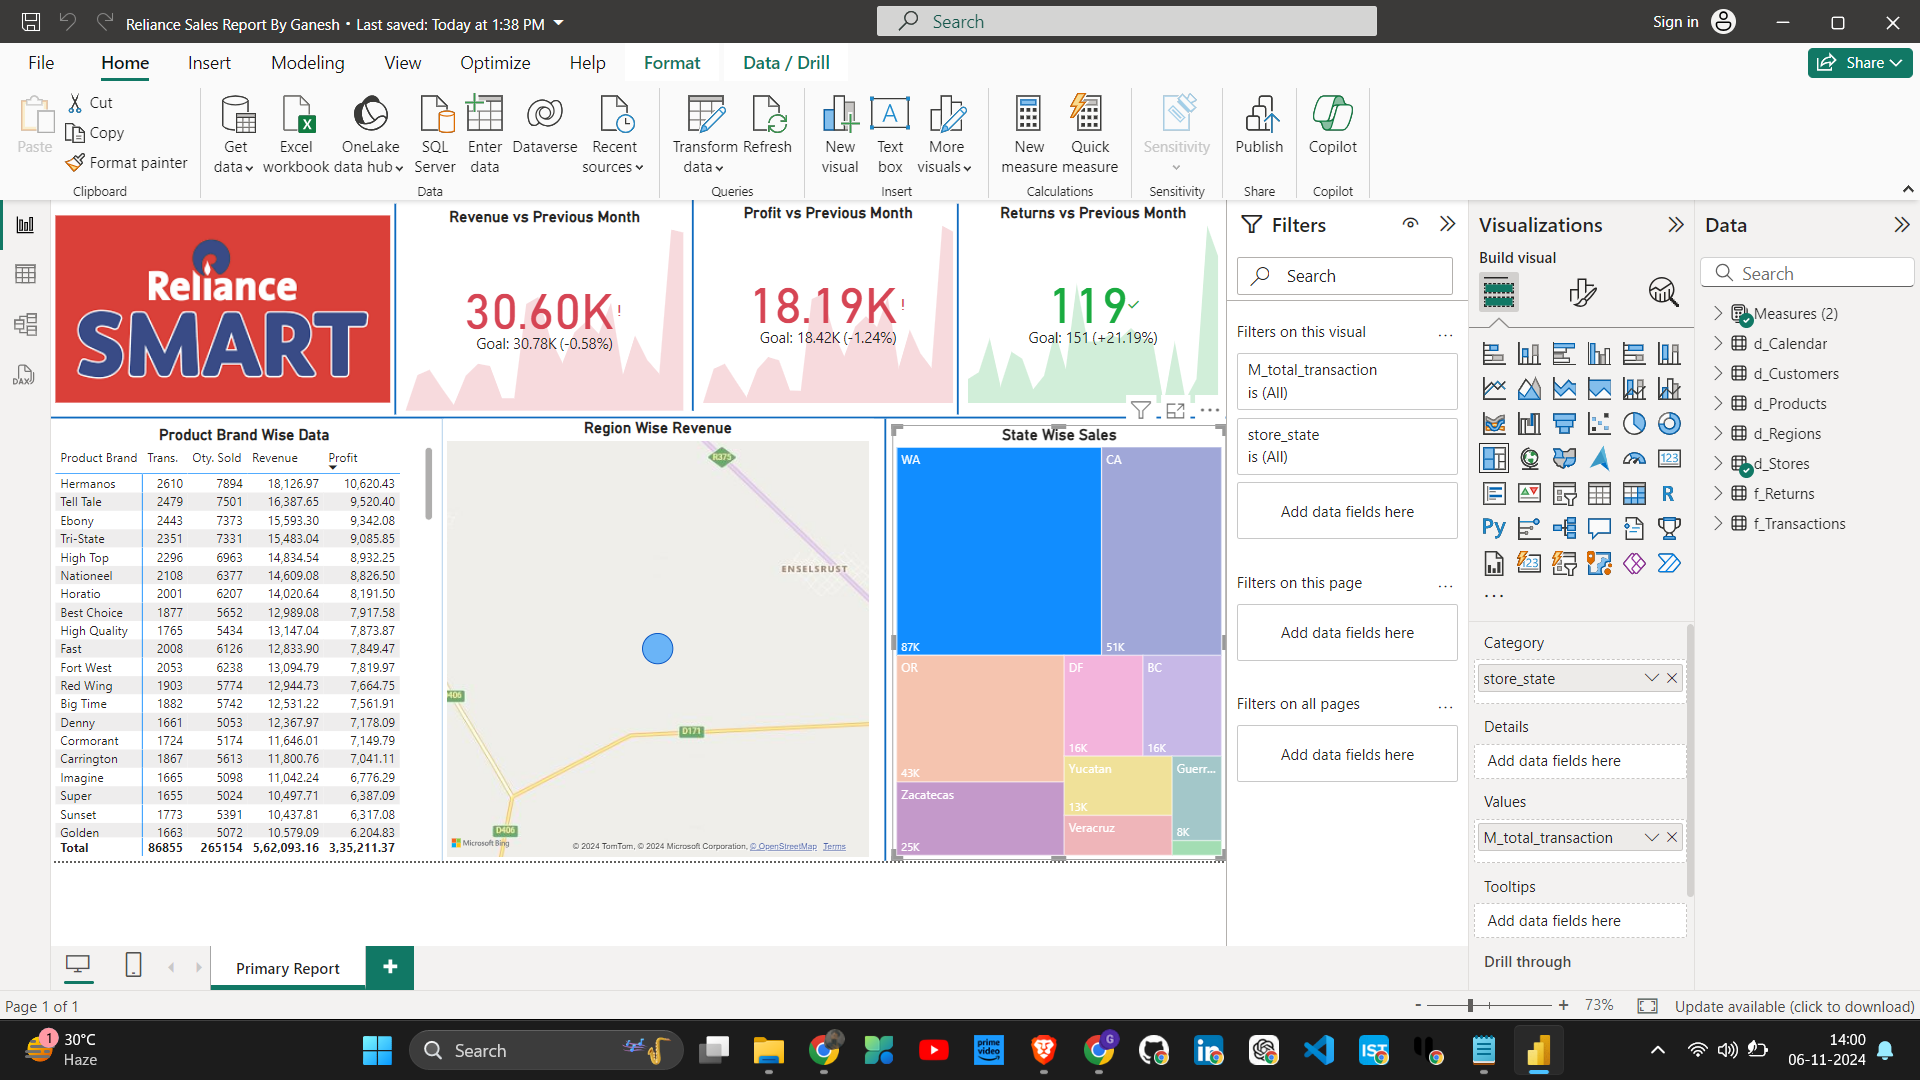 Reliance Sales Report By Ganesh • Last saved: Today at 1:38 PM
Search
Sign in
File
Home
Insert
Modeling
View
Optimize
Help
Format
Data / Drill
Share
Paste
Cut
Copy
Format painter
Clipboard
Get data
Excel workbook
OneLake data hub
SQL Server
Enter data
Dataverse
Recent sources
Data
Transform data
Refresh
Queries
New visual
Text box
More visuals
Insert
New measure
Quick measure
Calculations
Sensitivity
Sensitivity
Publish
Share
Copilot
Copilot
Reliance
SMART
Revenue vs Previous Month
30.60K!
Goal: 30.78K (-0.58%)
Profit vs Previous Month
18.19K!
Goal: 18.42K (-1.24%)
Returns vs Previous Month
119
Goal: 151 (+21.19%)
Product Brand Wise Data
Product Brand Trans. Qty. Sold Revenue Profit
Hermanos 2610 7894 18,126.97 10,620.43
Tell Tale 2479 7501 16,387.65 9,520.40
Ebony 2443 7373 15,593.30 9,342.08
Tri-State 2351 7331 15,483.04 9,085.85
High Top 2296 6963 14,834.54 8,932.25
Nationeel 2108 6377 14,609.08 8,826.50
Horatio 2001 6207 14,020.64 8,191.50
Best Choice 1877 5652 12,989.08 7,917.58
High Quality 1765 5434 13,147.04 7,873.87
Fast 2008 6126 12,833.90 7,849.47
Fort West 2053 6238 13,094.79 7,819.97
Red Wing 1903 5774 12,944.73 7,664.75
Big Time 1882 5742 12,531.22 7,561.91
Denny 1661 5053 12,367.97 7,178.09
Cormorant 1724 5174 11,646.01 7,149.79
Carrington 1867 5613 11,800.76 7,041.11
Imagine 1665 5098 11,042.24 6,776.29
Super 1655 5024 10,497.71 6,387.09
Sunset 1773 5391 10,437.81 6,317.08
Golden 1663 5072 10,579.09 6,204.83
Total 86855 265154 5,62,093.16 3,35,211.37
Region Wise Revenue
R375
ENSELSRUST
406
D171
D406
Microsoft Bing
© 2024 TomTom, © 2024 Microsoft Corporation, © OpenStreetMap Terms
State Wise Sales
WA
87K
CA
51K
OR
43K
DF
16K
BC
16K
Zacatecas
25K
Yucatan
13K
Guerr...
8K
Veracruz
Filters
Search
Filters on this visual
...
M_total_transaction
is (All)
store_state
is (All)
Add data fields here
Filters on this page
...
Add data fields here
Filters on all pages
...
Add data fields here
Visualizations
Build visual
123
R
Py
123
...
Category
store_state
Details
Add data fields here
Values
M_total_transaction
Tooltips
Add data fields here
Drill through
Data
Search
Measures (2)
d_Calendar
d_Customers
d_Products
d_Regions
d_Stores
f_Returns
f_Transactions
Primary Report
+
Page 1 of 1
- + 73%
Update available (click to download)
1
30°C
Haze
Search
prime video
G
IST
14:00
06-11-2024